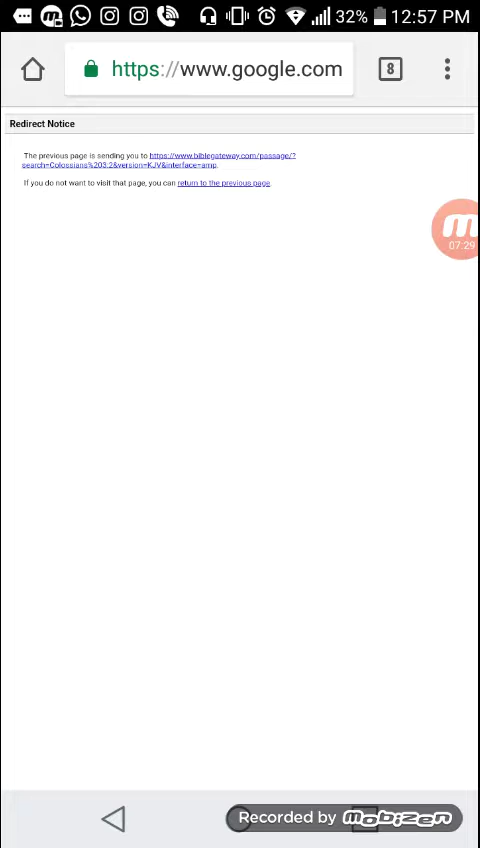 32% 12:57 PM
https://www.google.com 8
Redirect Notice
07:29
The previous page is sending you to https://www.biblegateway.com/passage/?
search=Colossians%203:2&version=KJV&interface=amp.
If you do not want to visit that page, you can return to the previous page.
Recorded by mobizen